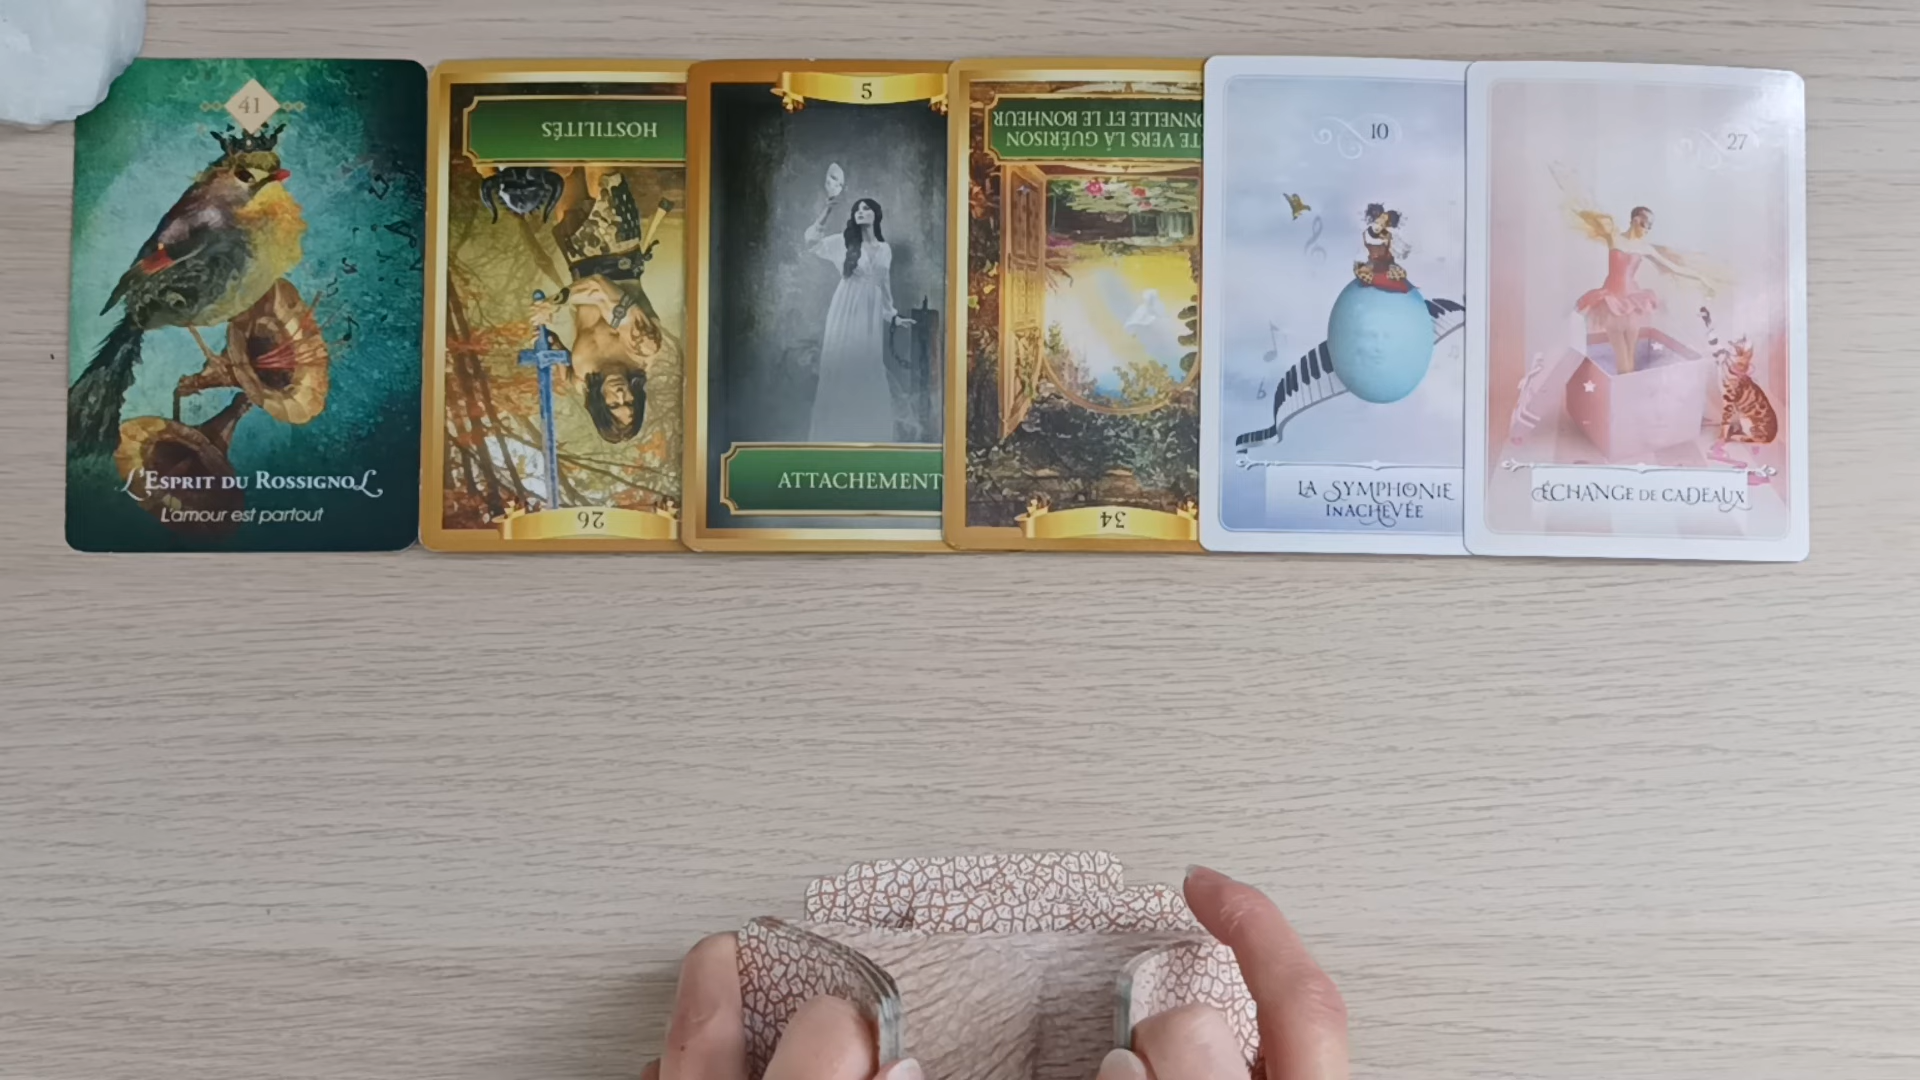 41
L'ESPRIT DU ROSSIGNOL
L'amour est partout
HOSTILITÉS
26
5
ATTACHEMENT
TE VERS LA GUÉRISON
NNELLE ET LE BONHEUR
34
10
LA SYMPHONIE
INACHEVÉE
27
ÉCHANGE DE CADEAUX